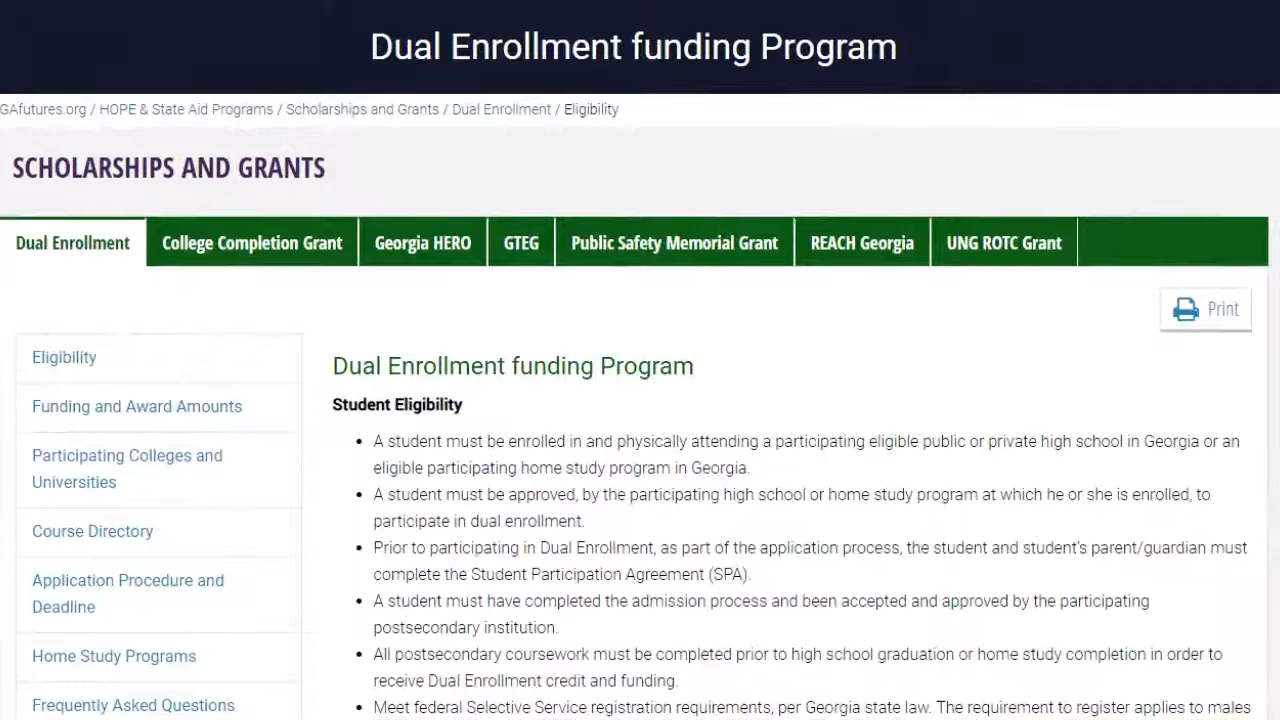 Dual Enrollment funding Program
GAfutures.org / HOPE & State Aid Programs / Scholarships and Grants / Dual Enrollment / Eligibility
SCHOLARSHIPS AND GRANTS
Dual Enrollment
College Completion Grant
Georgia HERO
GTEG
Public Safety Memorial Grant
REACH Georgia
UNG ROTC Grant
Print
Eligibility
Funding and Award Amounts
Participating Colleges and
Universities
Course Directory
Application Procedure and
Deadline
Home Study Programs
Frequently Asked Questions
Dual Enrollment funding Program
Student Eligibility
• A student must be enrolled in and physically attending a participating eligible public or private high school in Georgia or an
eligible participating home study program in Georgia.
• A student must be approved, by the participating high school or home study program at which he or she is enrolled, to
participate in dual enrollment.
• Prior to participating in Dual Enrollment, as part of the application process, the student and student's parent/guardian must
complete the Student Participation Agreement (SPA).
• A student must have completed the admission process and been accepted and approved by the participating
postsecondary institution.
• All postsecondary coursework must be completed prior to high school graduation or home study completion in order to
receive Dual Enrollment credit and funding.
• Meet federal Selective Service registration requirements, per Georgia state law. The requirement to register applies to males